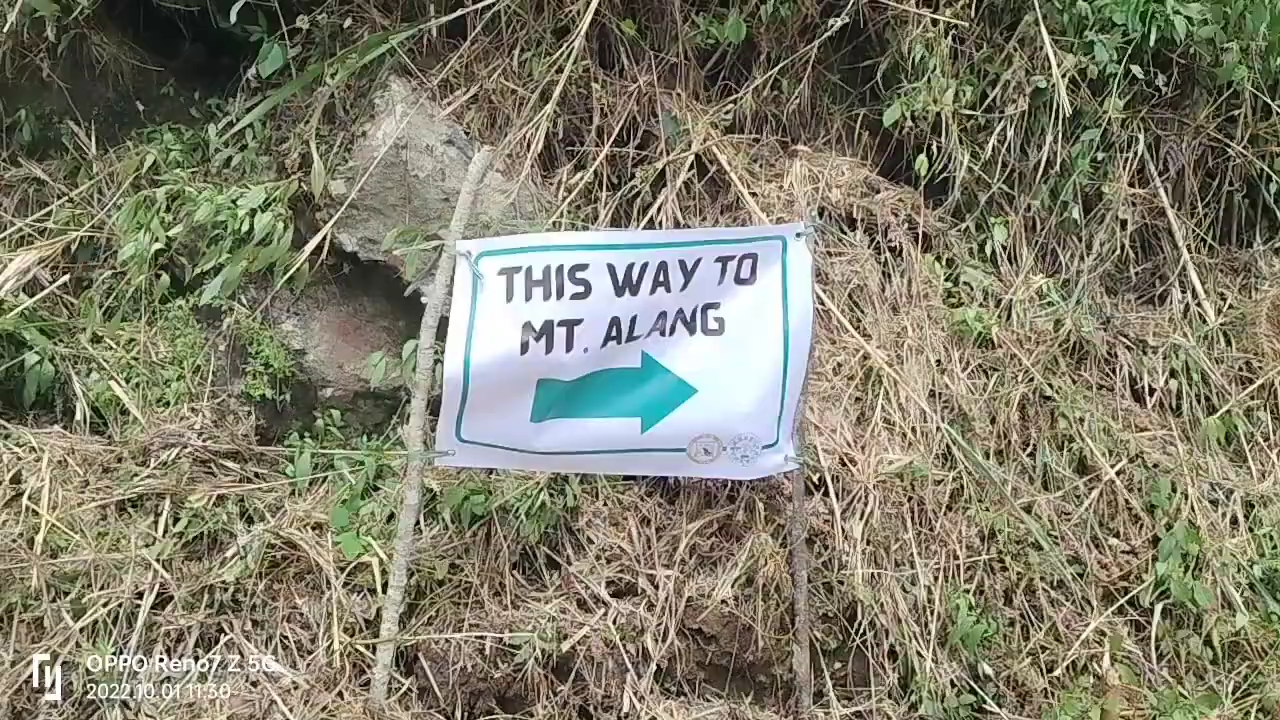 THIS WAY TO
MT. ALANG
OPPO Reno7 Z 5G
2022.10.01 11:30